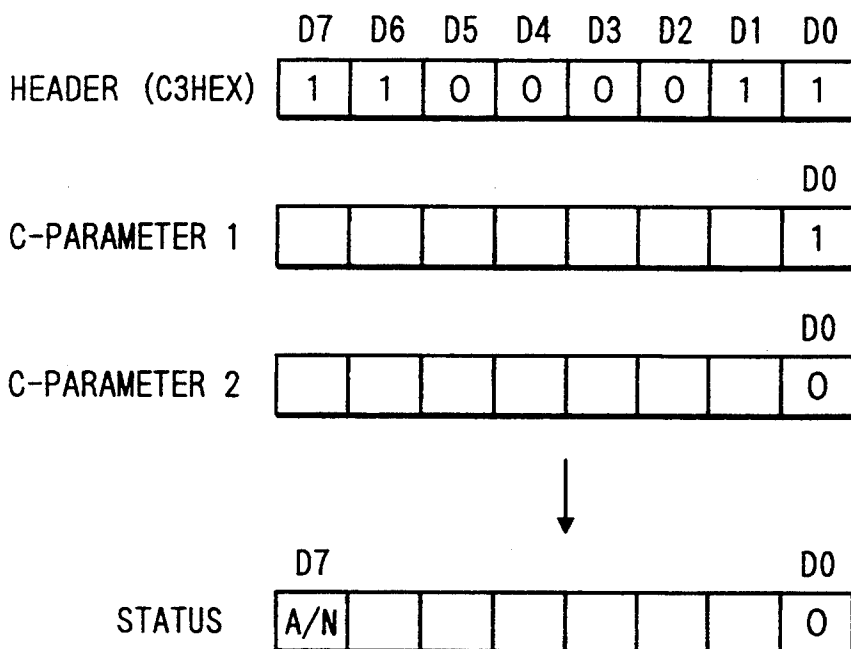 D7 D6 D5 D4 D3 D2 D1 D0
HEADER (C3HEX) 1 1 0 0 0 0 1 1
D0
C-PARAMETER 1 1
D0
C-PARAMETER 2 0
D7 D0
STATUS A/N 0